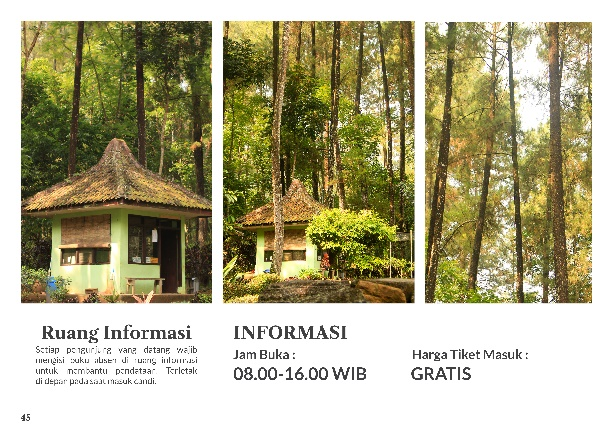 Ruang Informasi
Setiap pengunjung yang datang wajib
mengisi buku absen di ruang informasi
untuk membantu pendataan. Terletak
di depan pada saat masuk candi.
INFORMASI
Jam Buka :
08.00-16.00 WIB
Harga Tiket Masuk :
GRATIS
45